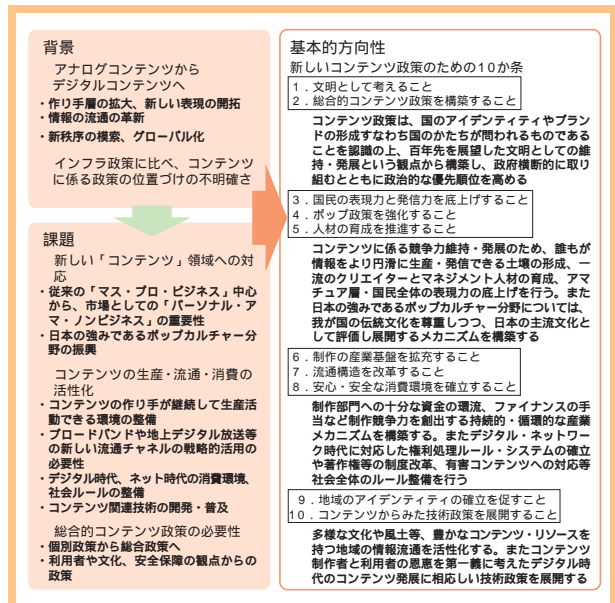 背景
アナログコンテンツから
デジタルコンテンツへ
・作り手層の拡大、新しい表現の開拓
・情報の流通の革新
・新秩序の模索、グローバル化
インフラ政策に比べ、コンテンツ
に係る政策の位置づけの不明確さ
課題
新しい「コンテンツ」領域への対
応
・従来の「マス・プロ・ビジネス」中心
から、市場としての「パーソナル・ア
マ・ノンビジネス」の重要性
・日本の強みであるポップカルチャー分
野の振興
コンテンツの生産・流通・消費の
活性化
・コンテンツの作り手が継続して生産活
動できる環境の整備
・ブロードバンドや地上デジタル放送等
の新しい流通チャネルの戦略的活用の
必要性
・デジタル時代、ネット時代の消費環境、
社会ルールの整備
・コンテンツ関連技術の開発・普及
総合的コンテンツ政策の必要性
・個別政策から総合政策へ
・利用者や文化、安全保障の観点からの
政策
基本的方向性
新しいコンテンツ政策のための10か条
1．文明として考えること
2．総合的コンテンツ政策を構築すること
コンテンツ政策は、国のアイデンティティやブラン
ドの形成すなわち国のかたちが問われるものであるこ
とを認識の上、百年先を展望した文明としての維
持・発展という観点から構築し、政府横断的に取り
組むとともに政治的な優先順位を高める
3．国民の表現力と発信力を底上げすること
4．ポップ政策を強化すること
5．人材の育成を推進すること
コンテンツに係る競争力維持・発展のため、誰もが
情報をより円滑に生産・発信できる土壌の形成、一
流のクリエイターとマネジメント人材の育成、アマ
チュア層・国民全体の表現力の底上げを行う。また
日本の強みであるポップカルチャー分野については、
我が国の伝統文化を尊重しつつ、日本の主流文化と
して評価し展開するメカニズムを構築する
6．制作の産業基盤を拡充すること
7．流通構造を改革すること
8．安心・安全な消費環境を確立すること
制作部門への十分な資金の環流、ファイナンスの手
当など制作競争力を創出する持続的・循環的な産業
メカニズムを構築する。またデジタル・ネットワー
ク時代に対応した権利処理ルール・システムの確立
や著作権等の制度改革、有害コンテンツへの対応等
社会全体のルール整備を行う
9．地域のアイデンティティの確立を促すこと
10．コンテンツからみた技術政策を展開すること
多様な文化や風土等、豊かなコンテンツ・リソースを
持つ地域の情報流通を活性化する。またコンテンツ
制作者と利用者の恩恵を第一義に考えたデジタル時
代のコンテンツ発展に相応しい技術政策を展開する